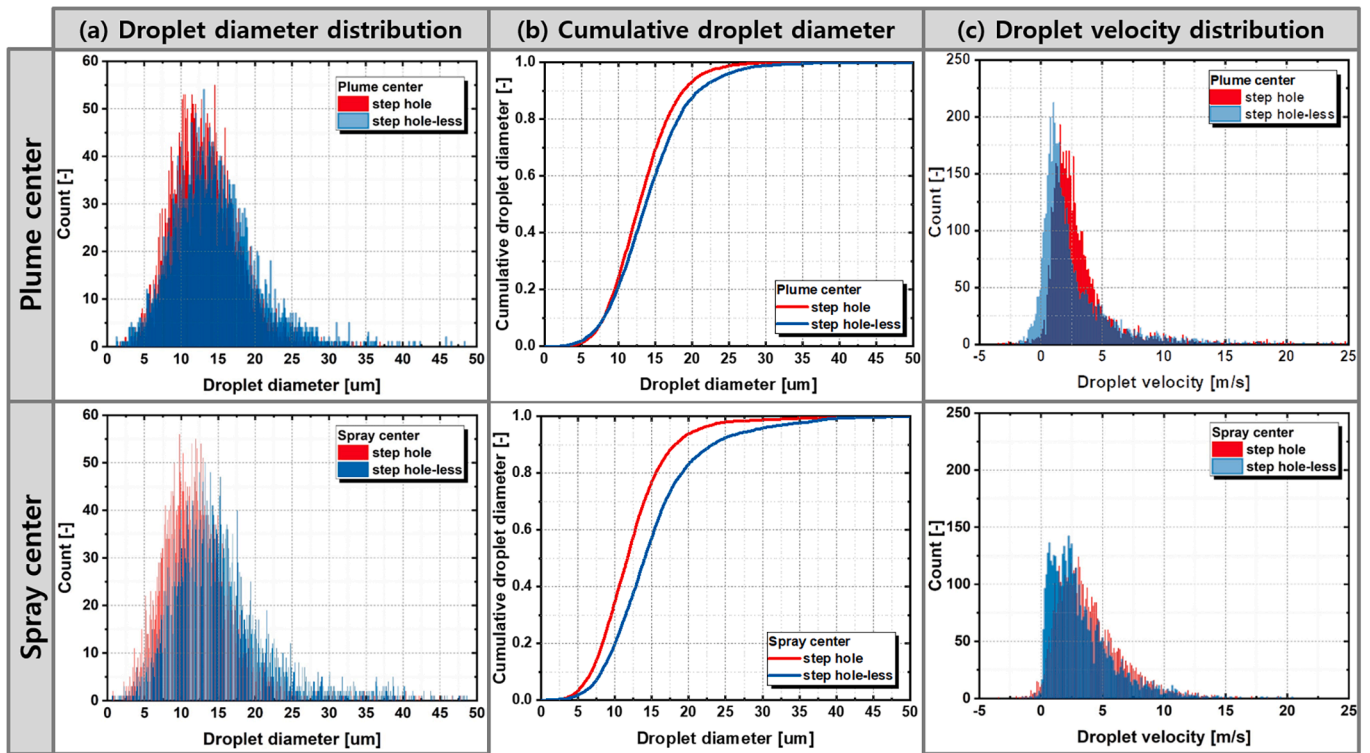 (a) Droplet diameter distribution
(b) Cumulative droplet diameter
(c) Droplet velocity distribution
Plume center
60
50
40
30
20
10
0
Count [-]
Plume center
step hole
step hole-less
0 5 10 15 20 25 30 35 40 45 50
Droplet diameter [um]
1.0
0.8
0.6
0.4
0.2
0.0
Cumulative droplet diameter [-]
Plume center
step hole
step hole-less
0 5 10 15 20 25 30 35 40 45 50
Droplet diameter [um]
250
200
150
100
50
0
Count [-]
Plume center
step hole
step hole-less
-5 0 5 10 15 20 25
Droplet velocity [m/s]
Spray center
60
50
40
30
20
10
0
Count [-]
Spray center
step hole
step hole-less
0 5 10 15 20 25 30 35 40 45 50
Droplet diameter [um]
1.0
0.8
0.6
0.4
0.2
0.0
Cumulative droplet diameter [-]
Spray center
step hole
step hole-less
0 5 10 15 20 25 30 35 40 45 50
Droplet diameter [um]
250
200
150
100
50
0
Count [-]
Spray center
step hole
step hole-less
-5 0 5 10 15 20 25
Droplet velocity [m/s]